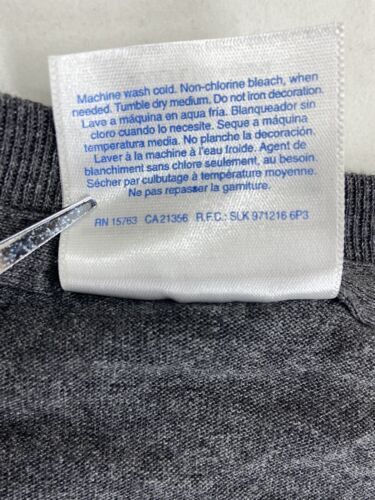 Machine wash cold. Non-chlorine bleach, when
needed. Tumble dry medium. Do not iron decoration.
Lave a máquina en aqua fria. Blanqueador sin
cloro cuando lo necesite. Seque a máquina
temperatura media. No plancha la decoración.
Laver à la machine à l'eau froide. Agent de
blanchiment sans chlore seulement, au besoin.
Sécher par culbutage à température moyenne.
Ne pas repasser la garniture.
RN 15763 CA 21356 R.F.C.: SLK 971216 6P3